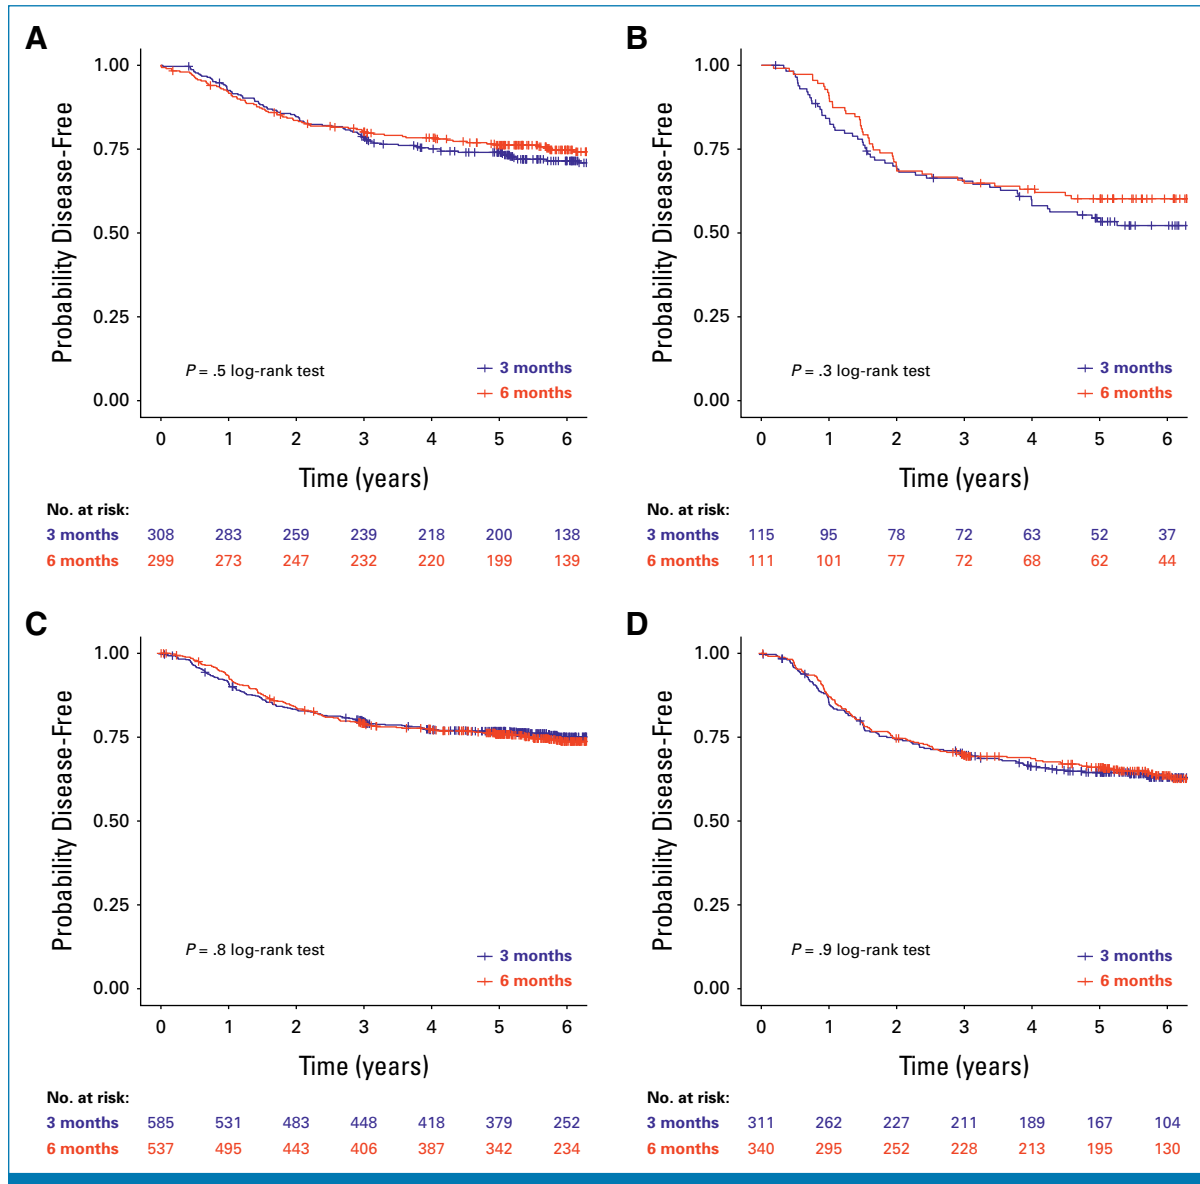 A
Probability Disease-Free
1.00
0.75
0.50
0.25
0.00
P = .5 log-rank test
3 months
6 months
0 1 2 3 4 5 6
Time (years)
No. at risk:
3 months 308 283 259 239 218 200 138
6 months 299 273 247 232 220 199 139
B
Probability Disease-Free
1.00
0.75
0.50
0.25
0.00
P = .3 log-rank test
3 months
6 months
0 1 2 3 4 5 6
Time (years)
No. at risk:
3 months 115 95 78 72 63 52 37
6 months 111 101 77 72 68 62 44
C
Probability Disease-Free
1.00
0.75
0.50
0.25
0.00
P = .8 log-rank test
3 months
6 months
0 1 2 3 4 5 6
Time (years)
No. at risk:
3 months 585 531 483 448 418 379 252
6 months 537 495 443 406 387 342 234
D
Probability Disease-Free
1.00
0.75
0.50
0.25
0.00
P = .9 log-rank test
3 months
6 months
0 1 2 3 4 5 6
Time (years)
No. at risk:
3 months 311 262 227 211 189 167 104
6 months 340 295 252 228 213 195 130